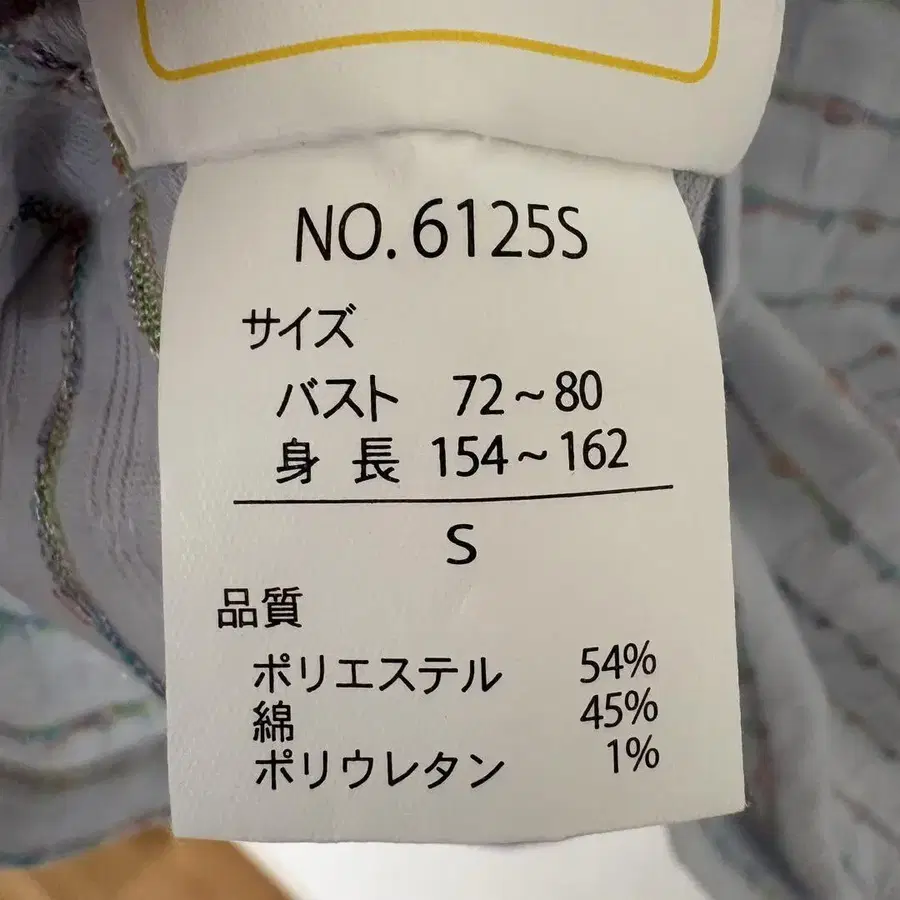 NO. 6125S
サイズ
バスト 72~80
身 長 154~162
S
品質
ポリエステル 54%
綿 45%
ポリウレタン 1%